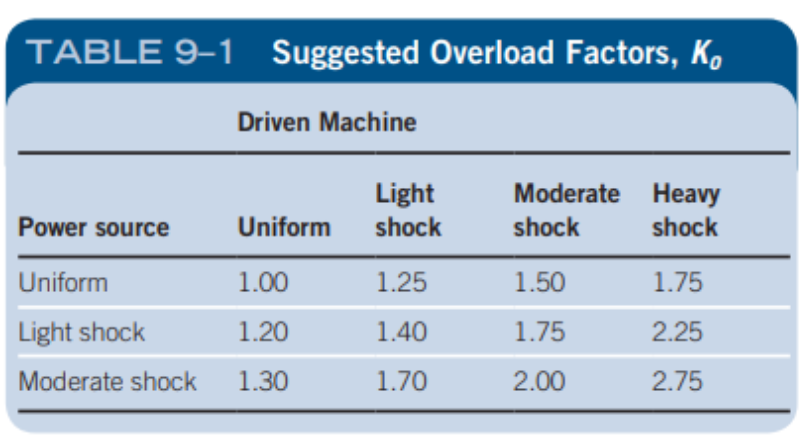 TABLE 9–1 Suggested Overload Factors, Ko
Driven Machine
Power source Uniform Light shock Moderate shock Heavy shock
Uniform 1.00 1.25 1.50 1.75
Light shock 1.20 1.40 1.75 2.25
Moderate shock 1.30 1.70 2.00 2.75